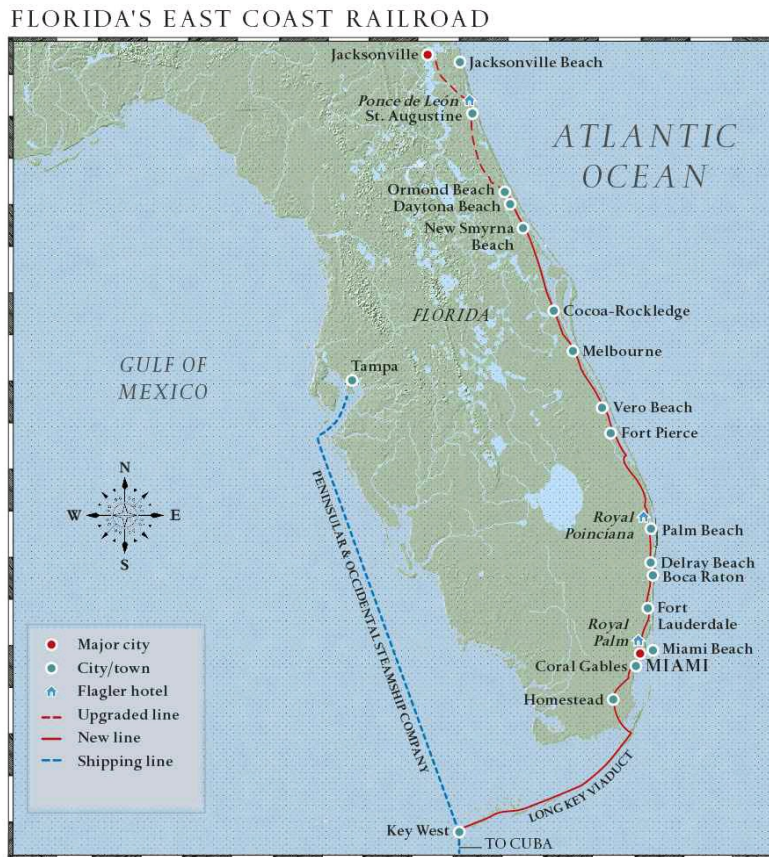 FLORIDA'S EAST COAST RAILROAD
Jacksonville
Jacksonville Beach
Ponce de León
St. Augustine
ATLANTIC
OCEAN
Ormond Beach
Daytona Beach
New Smyrna
Beach
FLORIDA
Cocoa-Rockledge
GULF OF
MEXICO
Melbourne
Tampa
Vero Beach
Fort Pierce
N
W
E
S
PENINSULAR & OCCIDENTAL STEAMSHIP COMPANY
Royal
Poinciana
Palm Beach
Delray Beach
Boca Raton
Fort
Lauderdale
Royal
Palm
Miami Beach
Coral Gables
MIAMI
Homestead
Major city
City/town
Flagler hotel
Upgraded line
New line
Shipping line
LONG KEY VIADUCT
Key West
TO CUBA